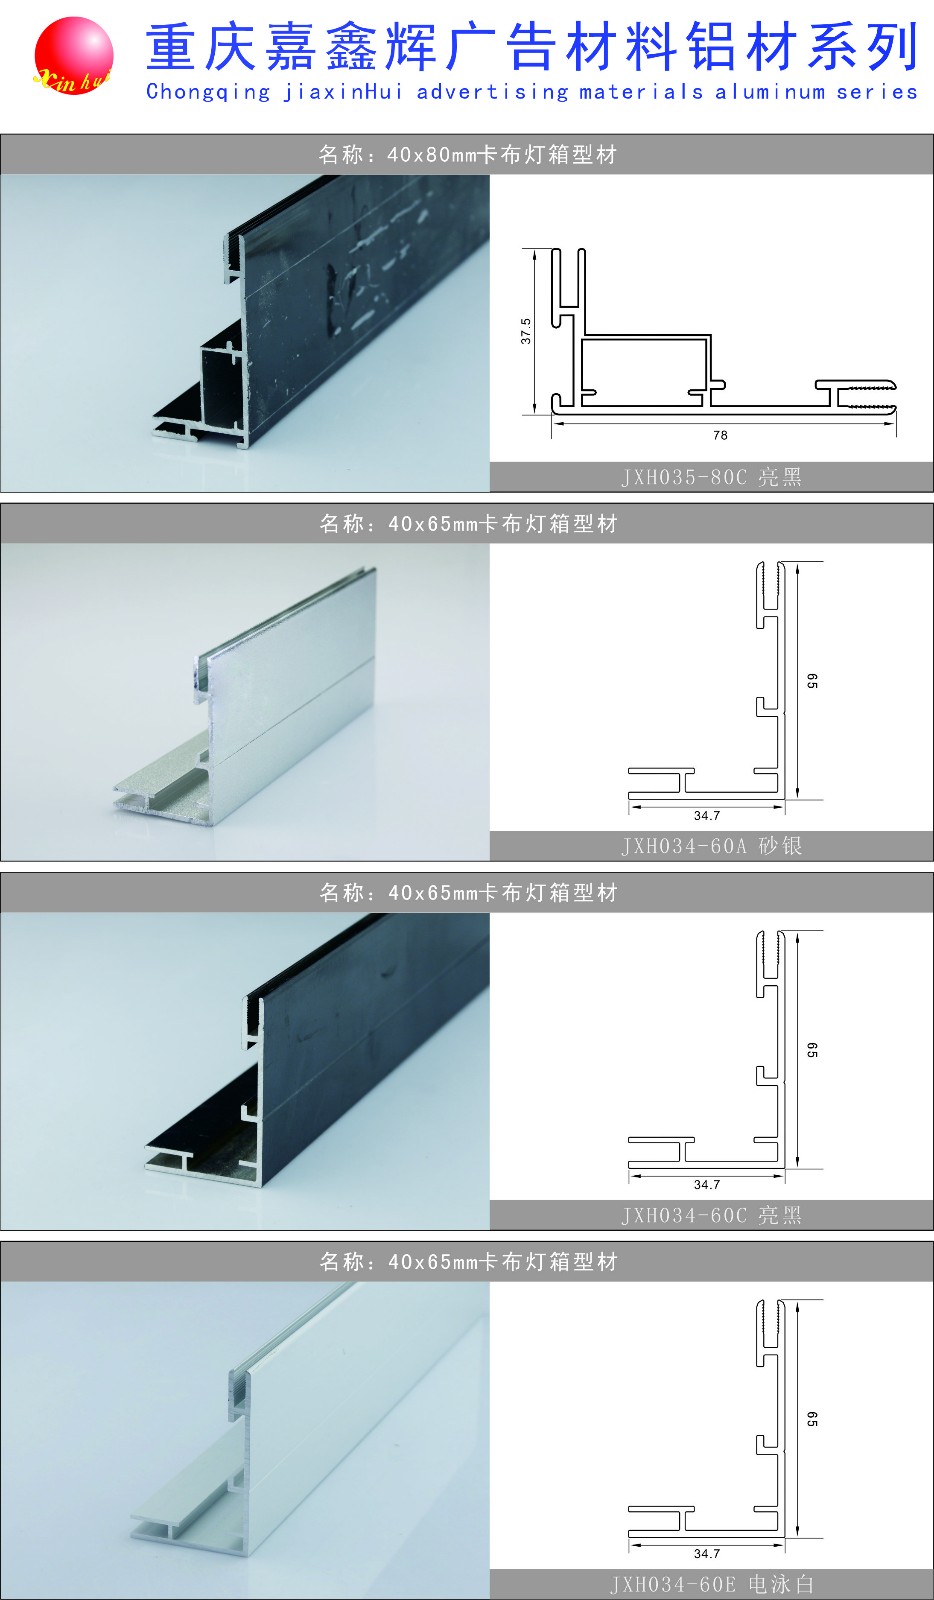 xin hui
重庆嘉鑫辉广告材料铝材系列
Chongqing jiaxinHui advertising materials aluminum series
名称：40x80mm卡布灯箱型材
37.5
78
JXH035-80C 亮黑
名称：40x65mm卡布灯箱型材
65
34.7
JXH034-60A 砂银
名称：40x65mm卡布灯箱型材
65
34.7
JXH034-60C 亮黑
名称：40x65mm卡布灯箱型材
65
34.7
JXH034-60E 电泳白